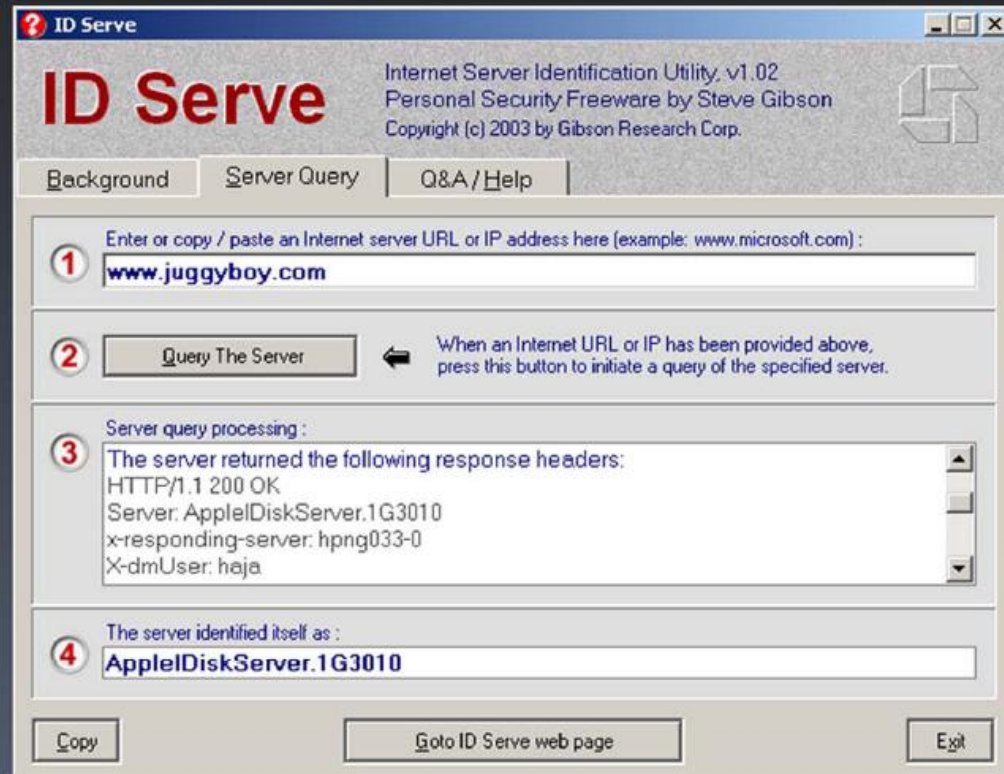 ID Serve
ID Serve
Internet Server Identification Utility, v1.02
Personal Security Freeware by Steve Gibson
Copyright (c) 2003 by Gibson Research Corp.
Background
Server Query
Q&A / Help
1
Enter or copy / paste an Internet server URL or IP address here (example: www.microsoft.com) :
www.juggyboy.com
2
Query The Server
When an Internet URL or IP has been provided above,
press this button to initiate a query of the specified server.
3
Server query processing :
The server returned the following response headers:
HTTP/1.1 200 OK
Server: AppleIDiskServer.1G3010
x-responding-server: hpng033-0
X-dmUser: haja
4
The server identified itself as :
AppleIDiskServer.1G3010
Copy
Goto ID Serve web page
Exit